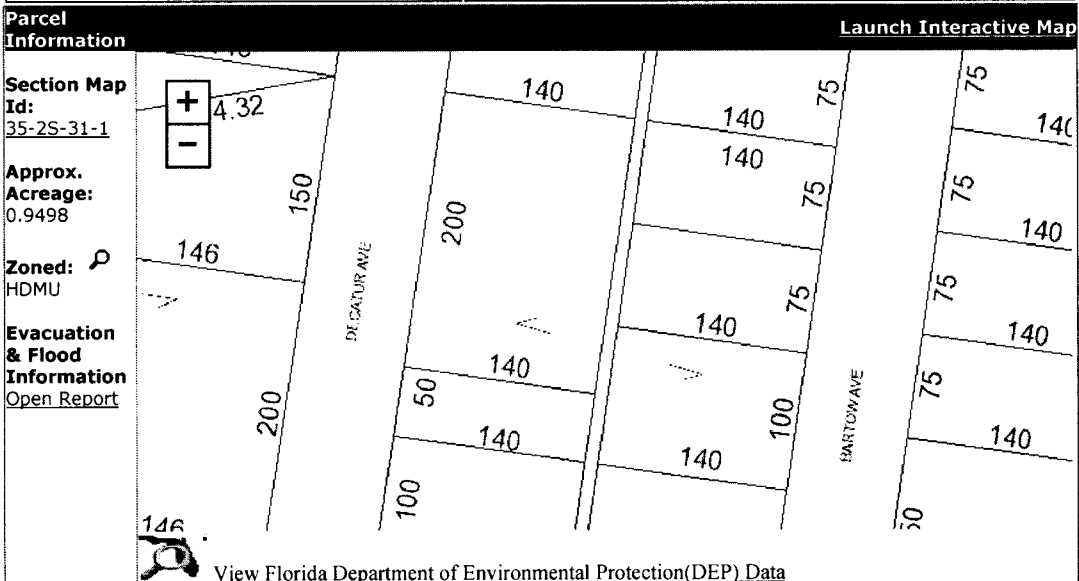 Parcel Information
Launch Interactive Map
Section Map Id:
35-2S-31-1
Approx. Acreage:
0.9498
Zoned:
HDMU
Evacuation & Flood Information
Open Report
+
−
4.32
140
75
75
140
140
140
150
75
75
200
146
140
DECATUR AVE
75
75
140
140
140
50
75
200
100
BARTOW AVE
140
140
140
100
146
View Florida Department of Environmental Protection(DEP) Data